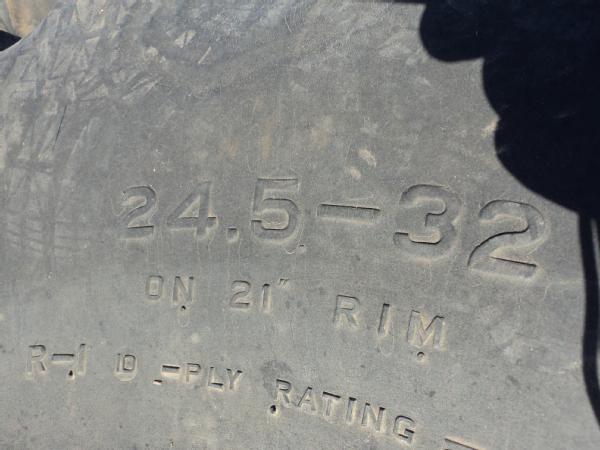 24.5-32
ON 21" RIM
R-1 10-PLY RATING